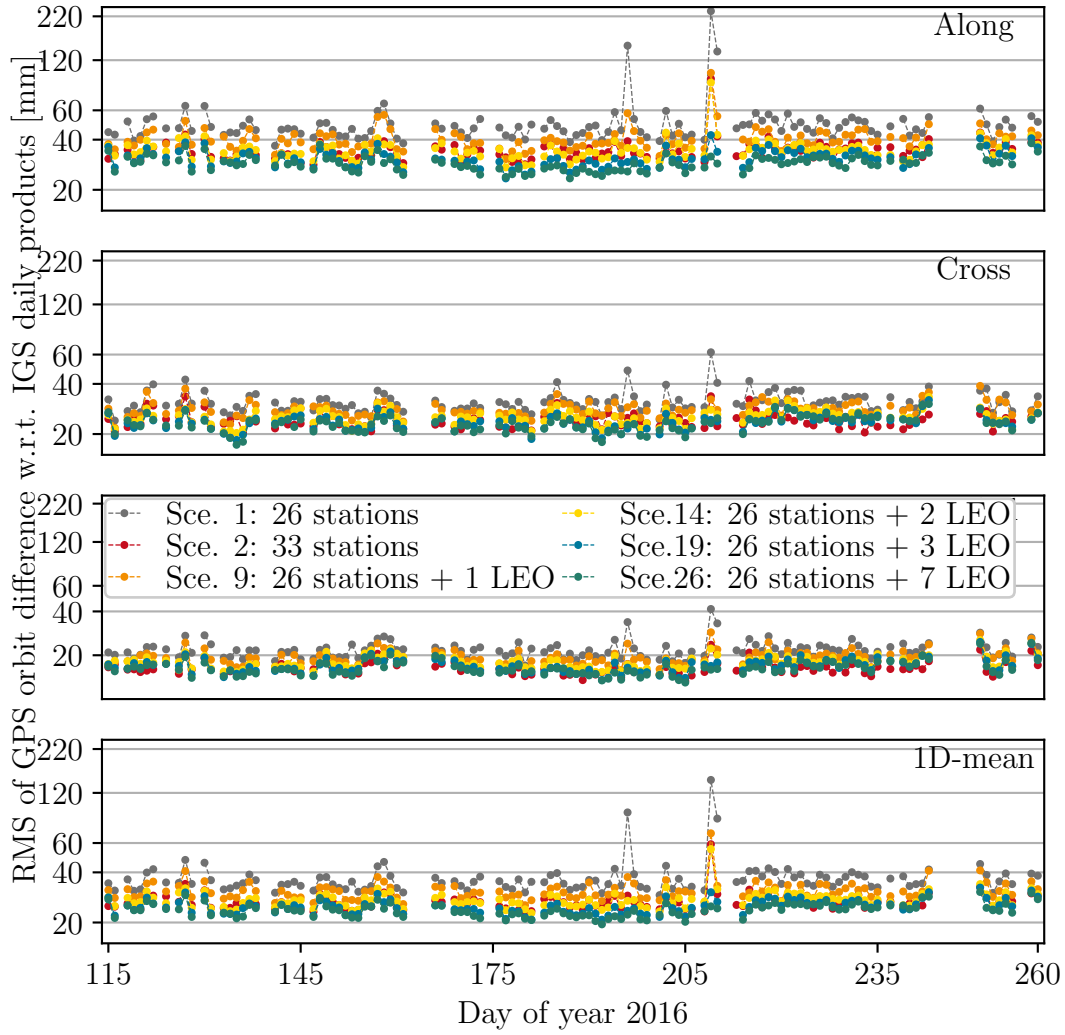 RMS of GPS orbit difference w.r.t. IGS daily products [mm]
220
120
60
40
20
Along
220
120
60
40
20
Cross
220
120
60
40
20
Sce. 1: 26 stations
Sce. 2: 33 stations
Sce. 9: 26 stations + 1 LEO
Sce.14: 26 stations + 2 LEO
Sce.19: 26 stations + 3 LEO
Sce.26: 26 stations + 7 LEO
220
120
60
40
20
1D-mean
115 145 175 205 235 260
Day of year 2016